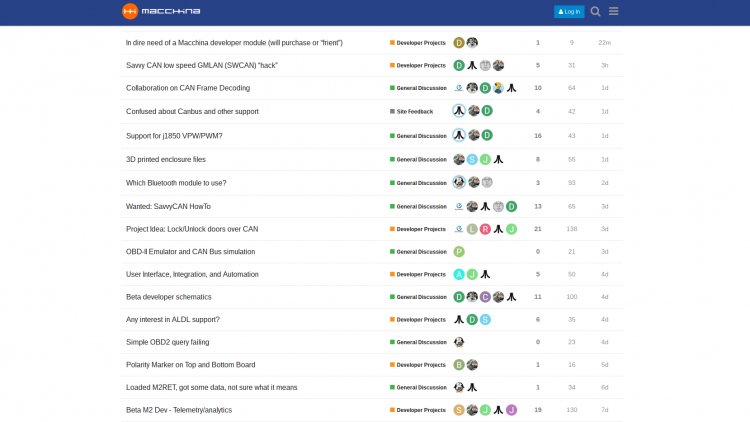 macchina
Log In
In dire need of a Macchina developer module (will purchase or "frient") Developer Projects D 1 9 22m
Savvy CAN low speed GMLAN (SWCAN) "hack" Developer Projects D 5 31 3h
Collaboration on CAN Frame Decoding General Discussion D 10 64 1d
Confused about Canbus and other support Site Feedback D 4 42 1d
Support for j1850 VPW/PWM? General Discussion D 16 43 1d
3D printed enclosure files General Discussion S J 8 56 1d
Which Bluetooth module to use? General Discussion 3 93 2d
Wanted: SavvyCAN HowTo General Discussion D 13 65 3d
Project Idea: Lock/Unlock doors over CAN Developer Projects L R J 21 138 3d
OBD-II Emulator and CAN Bus simulation General Discussion P 0 21 3d
User Interface, Integration, and Automation Developer Projects A J 5 50 4d
Beta developer schematics General Discussion D C 11 100 4d
Any interest in ALDL support? Developer Projects D S 6 35 4d
Simple OBD2 query failing General Discussion 0 23 4d
Polarity Marker on Top and Bottom Board Developer Projects B 1 16 5d
Loaded M2RET, got some data, not sure what it means General Discussion 1 34 6d
Beta M2 Dev - Telemetry/analytics Developer Projects S J J 19 130 7d